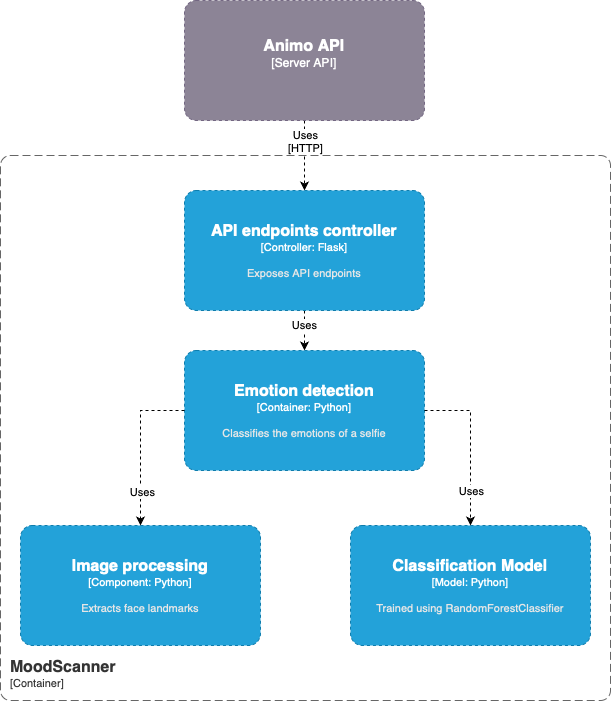 Animo API
[Server API]
Uses
[HTTP]
API endpoints controller
[Controller: Flask]
Exposes API endpoints
Uses
Emotion detection
[Container: Python]
Classifies the emotions of a selfie
Uses
Uses
Image processing
[Component: Python]
Extracts face landmarks
Classification Model
[Model: Python]
Trained using RandomForestClassifier
MoodScanner
[Container]